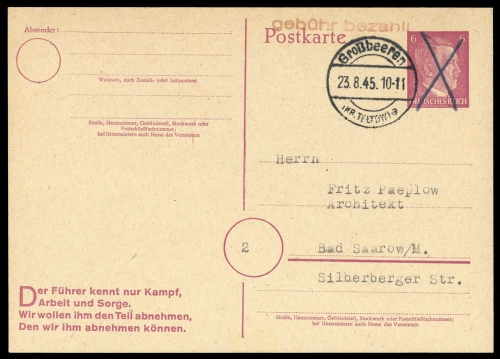 gebühr bezahlt
Absender:
Postkarte
6
Wohnort, auch Zustell- oder Leitpostamt
DEUTSCHES REICH
Großbeeren
23.8.45.10-11
(KR.TELTOW) a
Straße, Hausnummer, Gebäudeteil, Stockwerk oder
Postschließfachnummer;
bei Untermietern auch Name des Vermieters
Herrn
Fritz Paeplow
Architekt
2
Bad Saarow/M.
Silberberger Str.
Der Führer kennt nur Kampf,
Arbeit und Sorge.
Wir wollen ihm den Teil abnehmen,
Den wir ihm abnehmen können.
Straße, Hausnummer, Gebäudeteil, Stockwerk oder Postschließfachnummer;
bei Untermietern auch Name des Vermieters